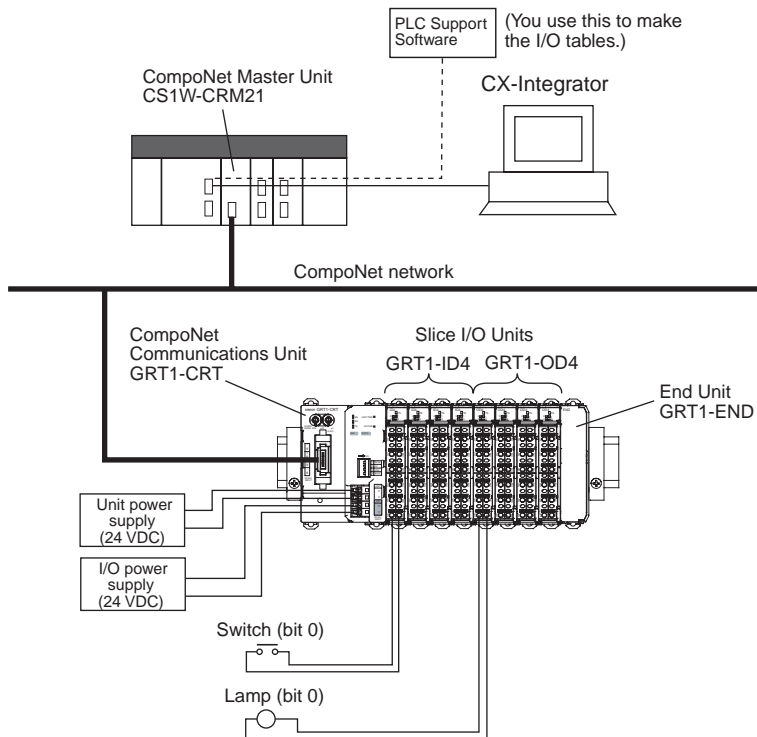 PLC Support
Software
(You use this to make
the I/O tables.)
CompoNet Master Unit
CS1W-CRM21
CX-Integrator
CompoNet network
CompoNet
Communications Unit
GRT1-CRT
Slice I/O Units
GRT1-ID4
GRT1-OD4
End Unit
GRT1-END
GRT1-CRT
Unit power
supply
(24 VDC)
I/O power
supply
(24 VDC)
Switch (bit 0)
Lamp (bit 0)